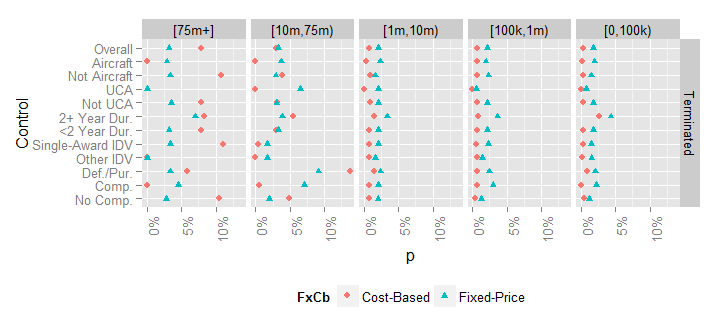 [75m+] [10m,75m) [1m,10m) [100k,1m) [0,100k)
Control
Overall
Aircraft
Not Aircraft
UCA
Not UCA
2+ Year Dur.
<2 Year Dur.
Single-Award IDV
Other IDV
Def./Pur.
Comp.
No Comp.
Terminated
0% 5% 10% 0% 5% 10% 0% 5% 10% 0% 5% 10% 0% 5% 10%
p
FxCb Cost-Based Fixed-Price